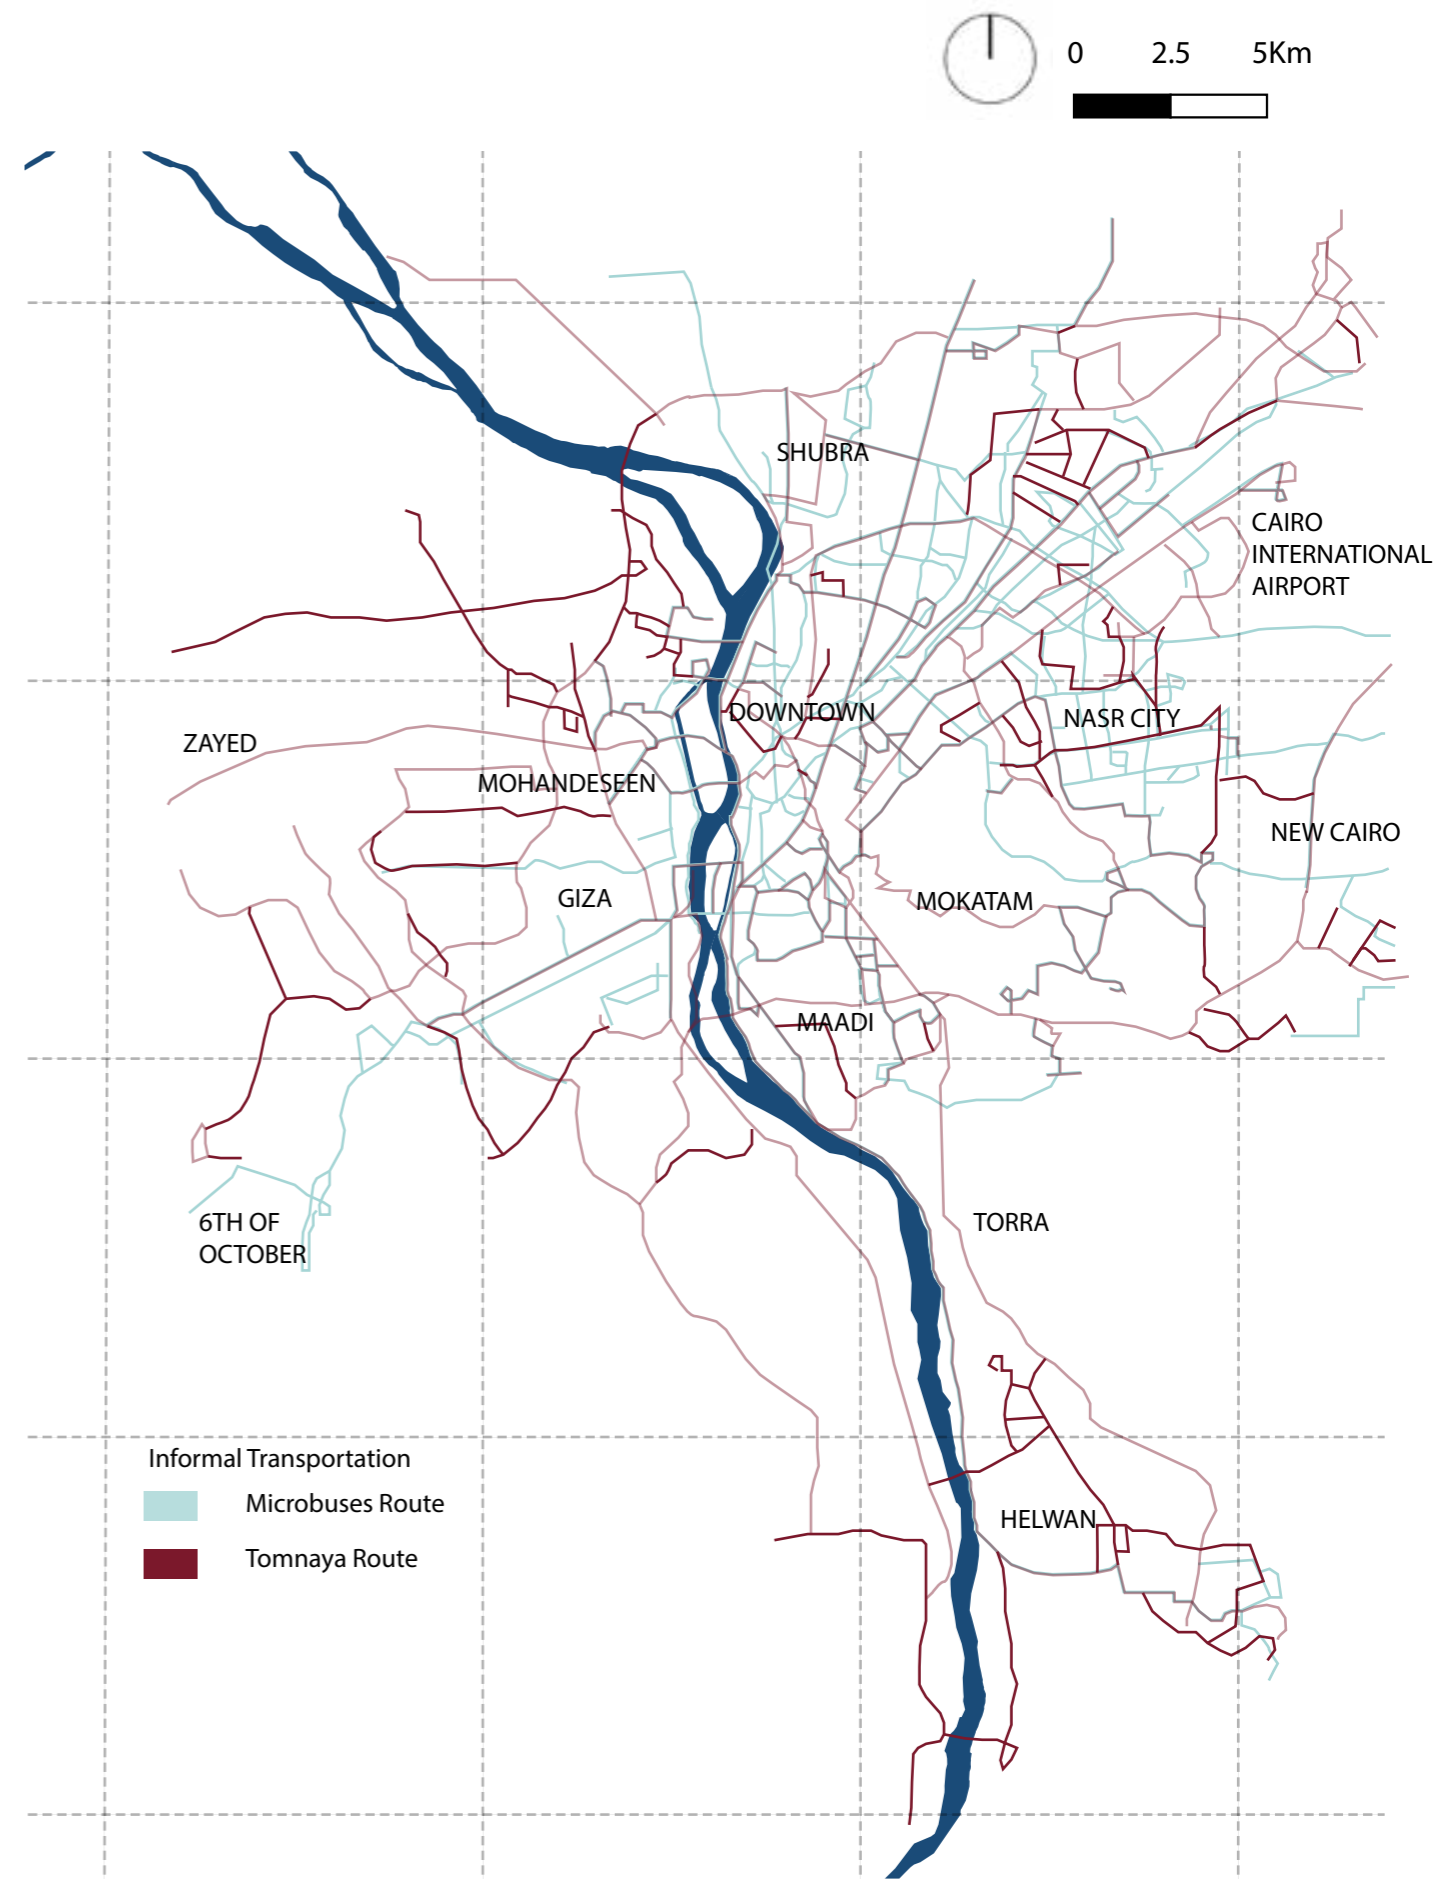 0 2.5 5Km
SHUBRA
CAIRO
INTERNATIONAL
AIRPORT
DOWNTOWN
NASR CITY
ZAYED
MOHANDESEEN
NEW CAIRO
GIZA
MOKATAM
MAADI
6TH OF
OCTOBER
TORRA
Informal Transportation
Microbuses Route
Tomnaya Route
HELWAN